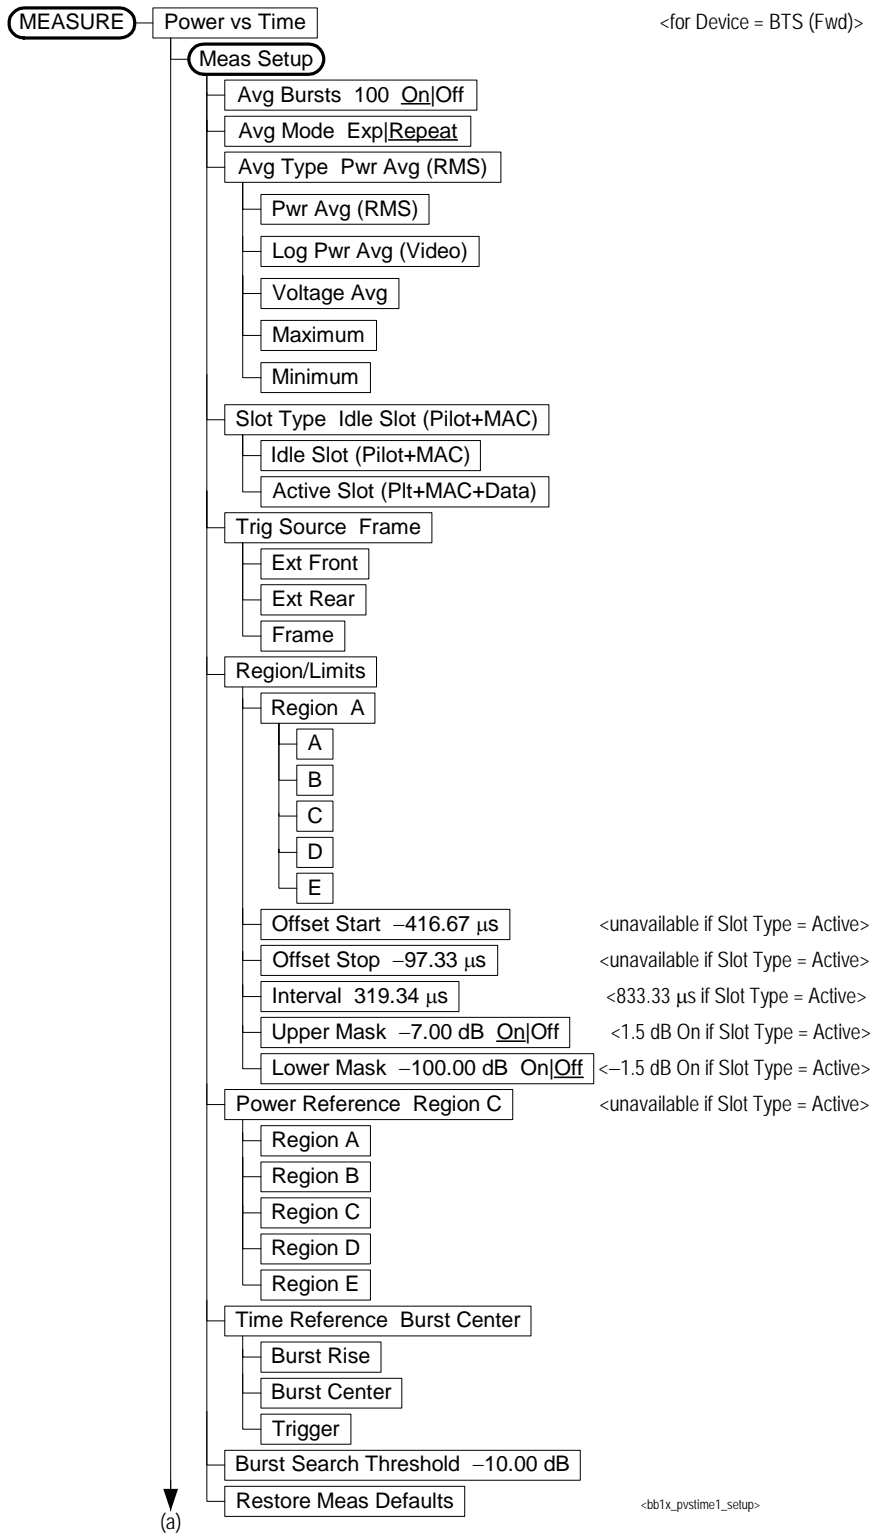 MEASURE Power vs Time <for Device = BTS (Fwd)>
Meas Setup
Avg Bursts 100 On|Off
Avg Mode Exp|Repeat
Avg Type Pwr Avg (RMS)
Pwr Avg (RMS)
Log Pwr Avg (Video)
Voltage Avg
Maximum
Minimum
Slot Type Idle Slot (Pilot+MAC)
Idle Slot (Pilot+MAC)
Active Slot (Plt+MAC+Data)
Trig Source Frame
Ext Front
Ext Rear
Frame
Region/Limits
Region A
A
B
C
D
E
Offset Start −416.67 μs <unavailable if Slot Type = Active>
Offset Stop −97.33 μs <unavailable if Slot Type = Active>
Interval 319.34 μs <833.33 μs if Slot Type = Active>
Upper Mask −7.00 dB On|Off <1.5 dB On if Slot Type = Active>
Lower Mask −100.00 dB On|Off <−1.5 dB On if Slot Type = Active>
Power Reference Region C <unavailable if Slot Type = Active>
Region A
Region B
Region C
Region D
Region E
Time Reference Burst Center
Burst Rise
Burst Center
Trigger
Burst Search Threshold −10.00 dB
Restore Meas Defaults <bb1x_pvstime1_setup>
(a)